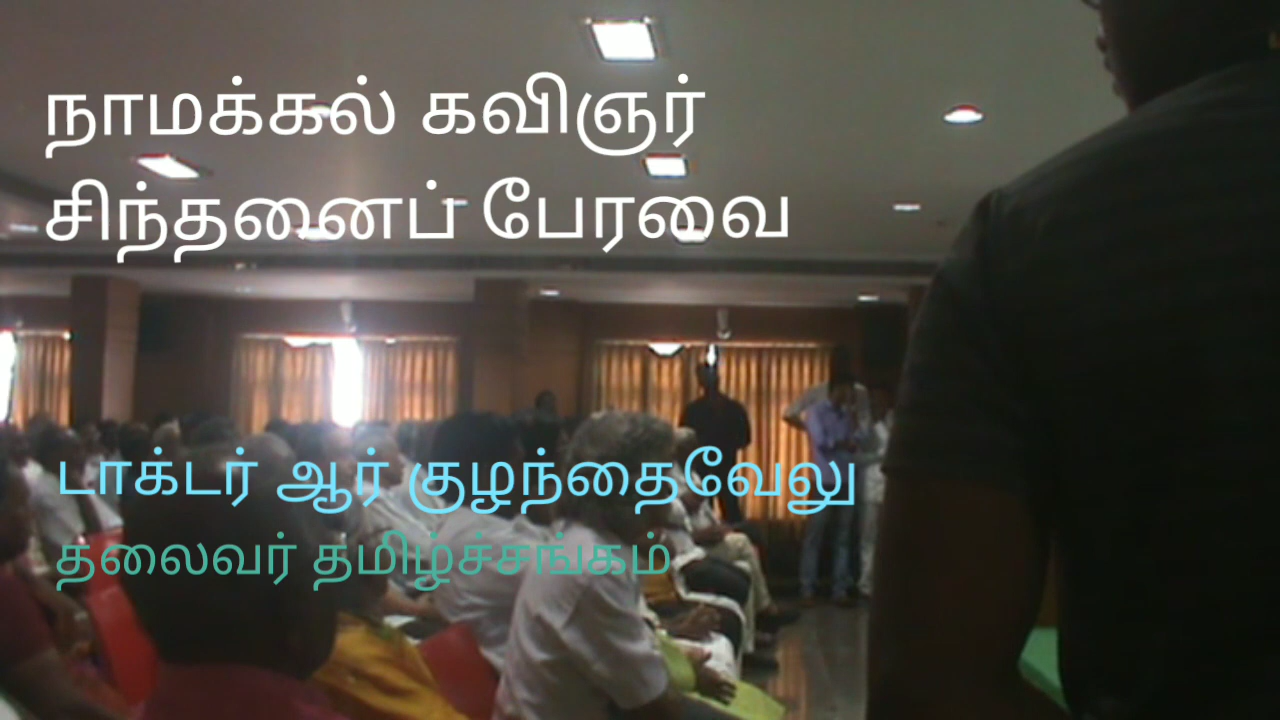 நாமக்கல் கவிஞர்
சிந்தனைப் பேரவை
டாக்டர் ஆர் குழந்தைவேலு
தலைவர் தமிழ்ச்சங்கம்